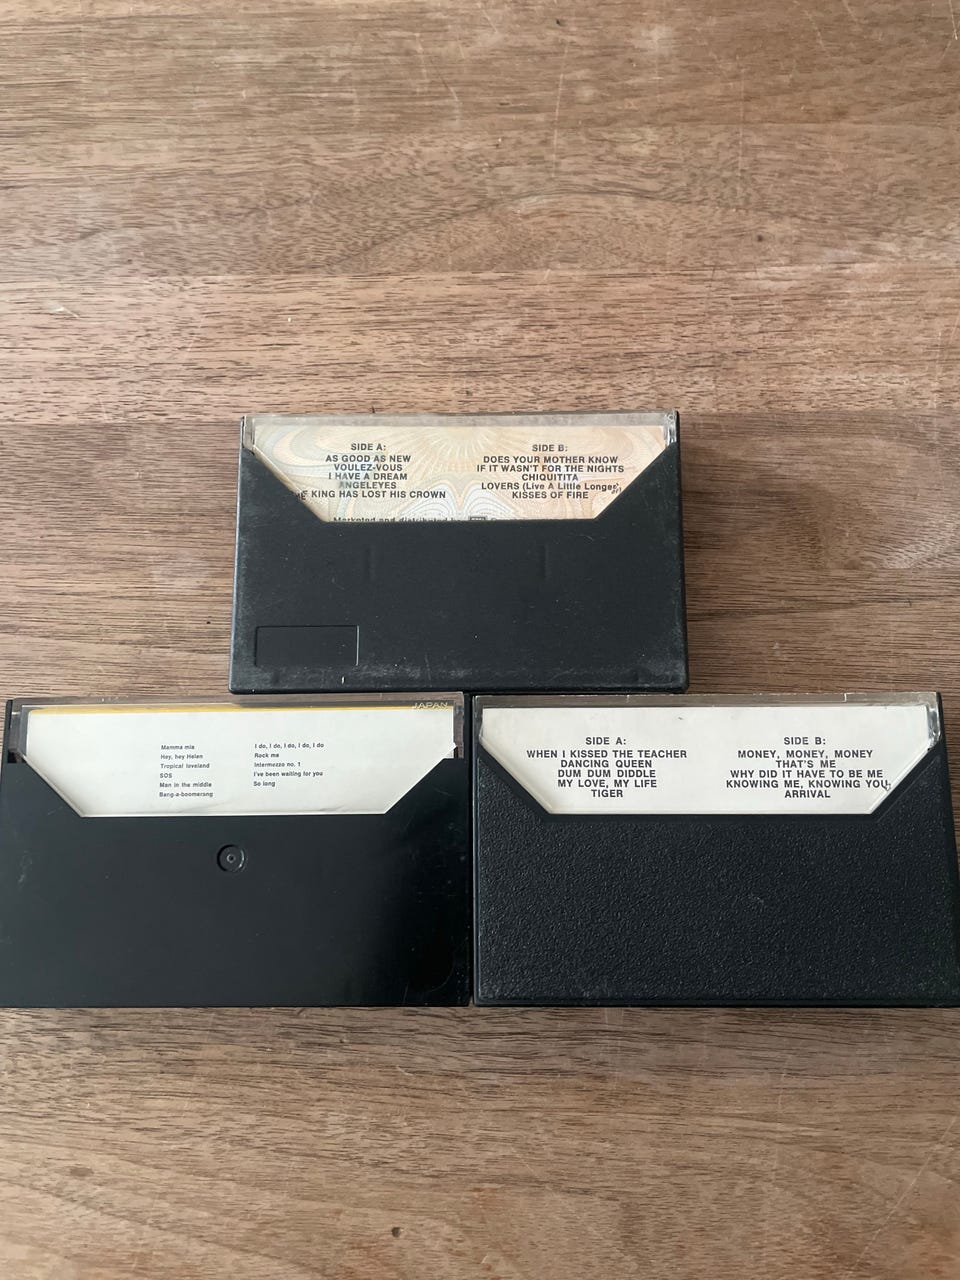 SIDE A:
AS GOOD AS NEW
VOULEZ-VOUS
I HAVE A DREAM
ANGELEYES
KING HAS LOST HIS CROWN
SIDE B:
DOES YOUR MOTHER KNOW
IF IT WASN'T FOR THE NIGHTS
CHIQUITITA
LOVERS (Live A Little Longer)
KISSES OF FIRE
Marketed and distributed by
JAPAN
Mamma mia
Hey, hey Helen
Tropical loveland
SOS
Man in the middle
Bang-a-boomerang
I do, I do, I do, I do, I do
Rock me
Intermezzo no. 1
I've been waiting for you
So long
SIDE A:
WHEN I KISSED THE TEACHER
DANCING QUEEN
DUM DUM DIDDLE
MY LOVE, MY LIFE
TIGER
SIDE B:
MONEY, MONEY, MONEY
THAT'S ME
WHY DID IT HAVE TO BE ME
KNOWING ME, KNOWING YOU
ARRIVAL